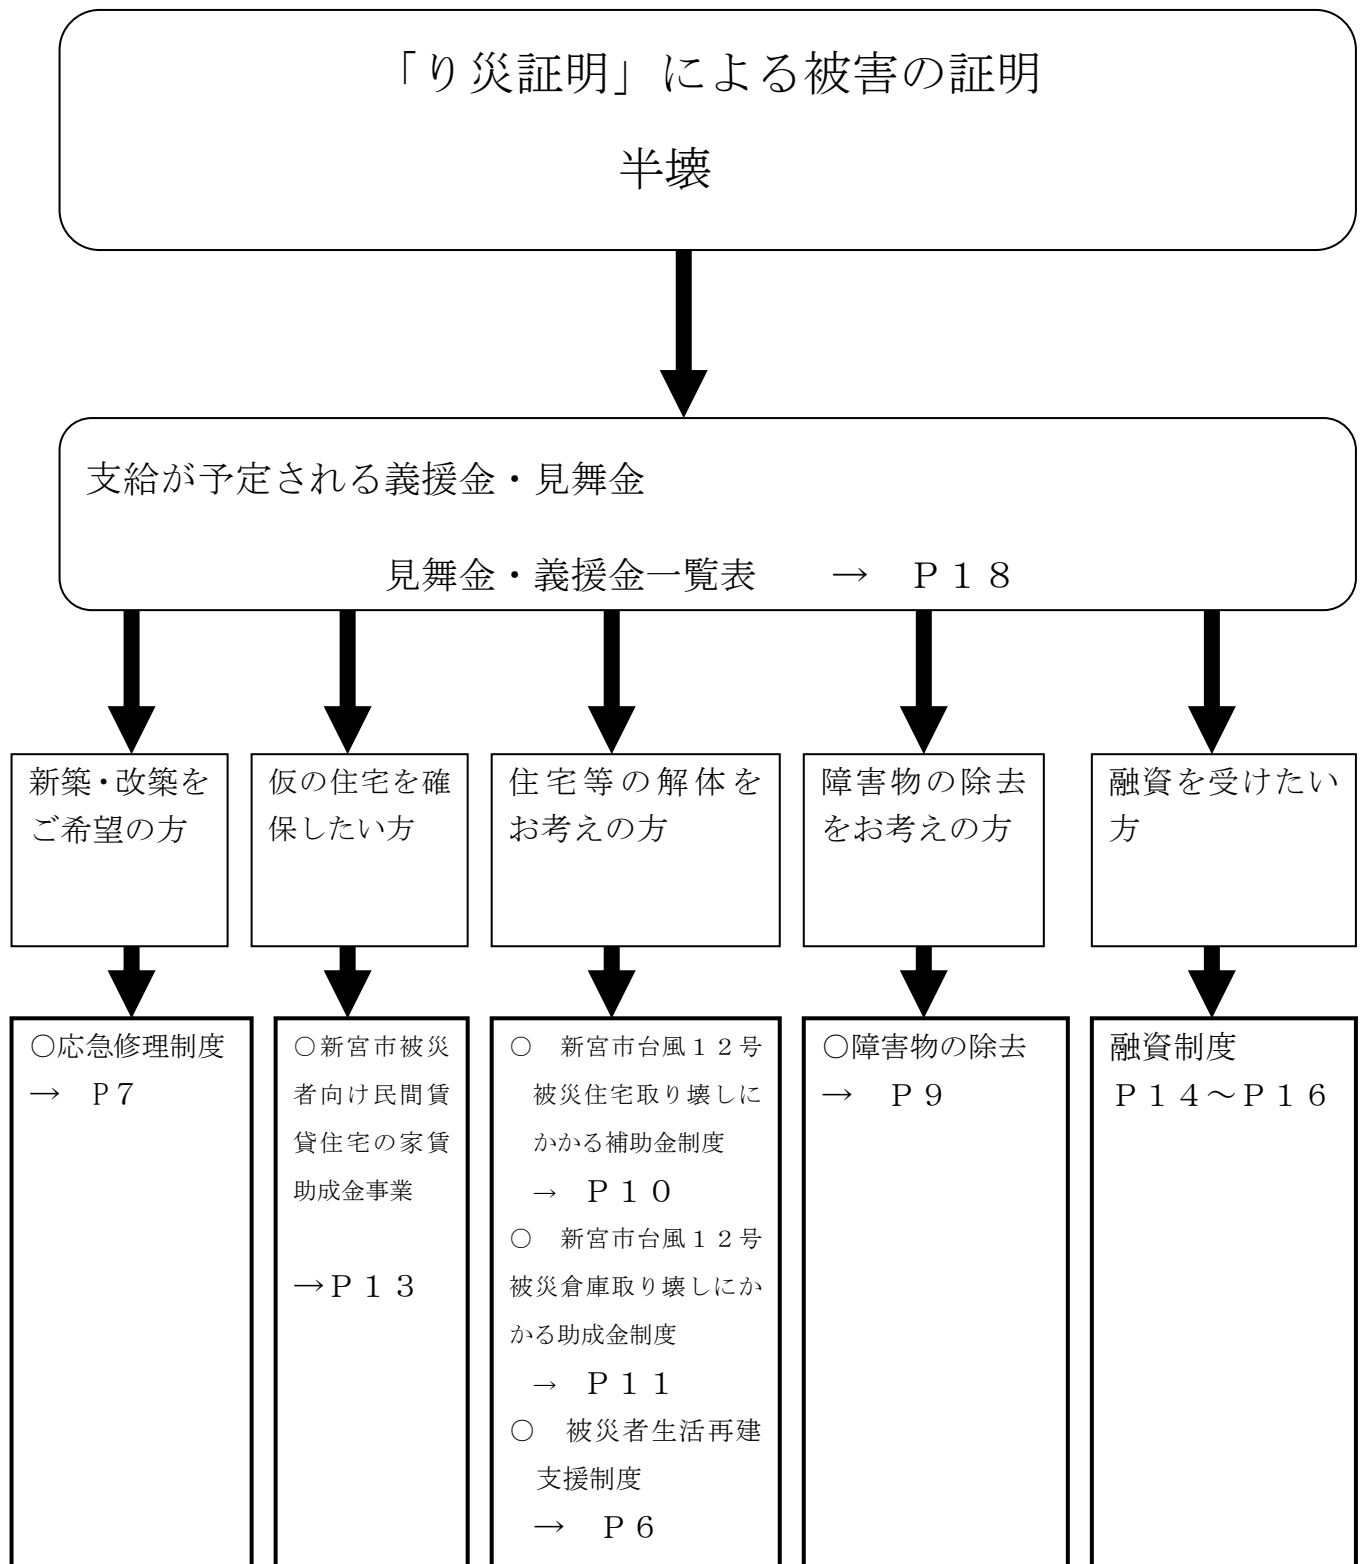 「り災証明」による被害の証明
半壊
支給が予定される義援金・見舞金
見舞金・義援金一覧表　　→　Ｐ１８
新築・改築を
ご希望の方
仮の住宅を確
保したい方
住宅等の解体を
お考えの方
障害物の除去
をお考えの方
融資を受けたい
方
○応急修理制度
→　P７
○新宮市被災
者向け民間賃
貸住宅の家賃
助成金事業
→Ｐ１３
○　新宮市台風１２号
被災住宅取り壊しに
かかる補助金制度
→　Ｐ１０
○　新宮市台風１２号
被災倉庫取り壊しにか
かる助成金制度
→　Ｐ１１
○　被災者生活再建
支援制度
→　Ｐ６
○障害物の除去
→　Ｐ９
融資制度
Ｐ１４～Ｐ１６